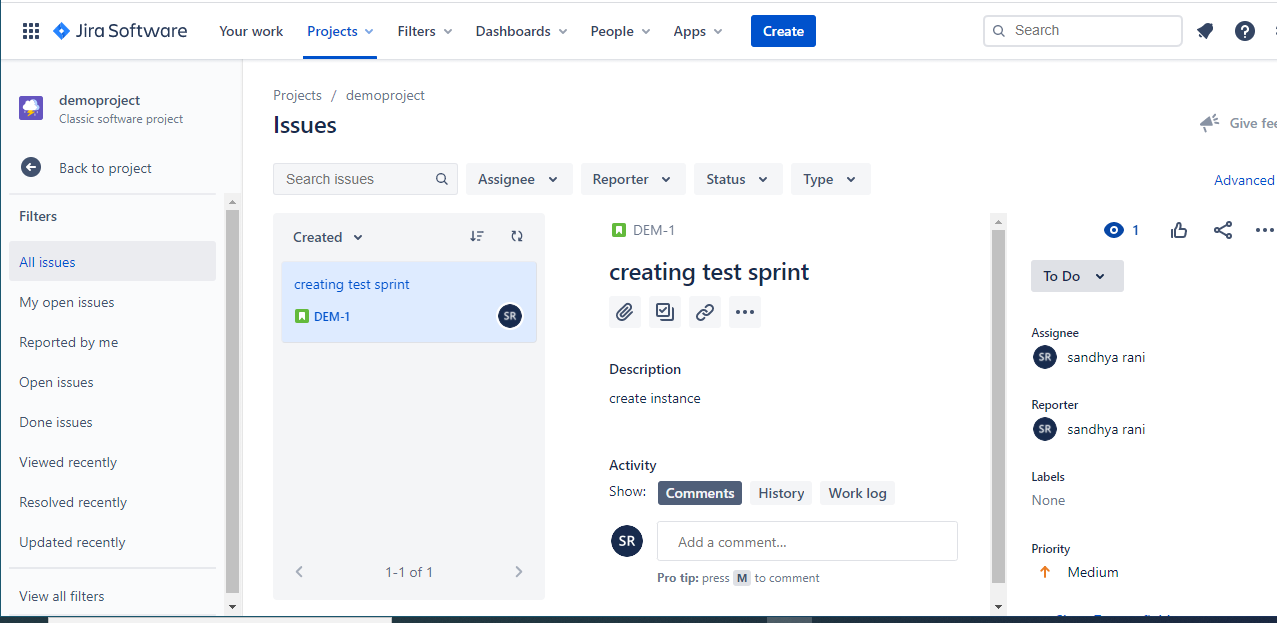 Jira Software Your work Projects Filters Dashboards People Apps Create Search
demoproject
Classic software project
Back to project
Filters
All issues
My open issues
Reported by me
Open issues
Done issues
Viewed recently
Resolved recently
Updated recently
View all filters
Projects / demoproject
Issues
Give
Search issues Assignee Reporter Status Type
Advanced
Created
creating test sprint
DEM-1 SR
1-1 of 1
DEM-1
creating test sprint
Description
create instance
Activity
Show: Comments History Work log
SR Add a comment...
Pro tip: press M to comment
1
To Do
Assignee
SR sandhya rani
Reporter
SR sandhya rani
Labels
None
Priority
Medium